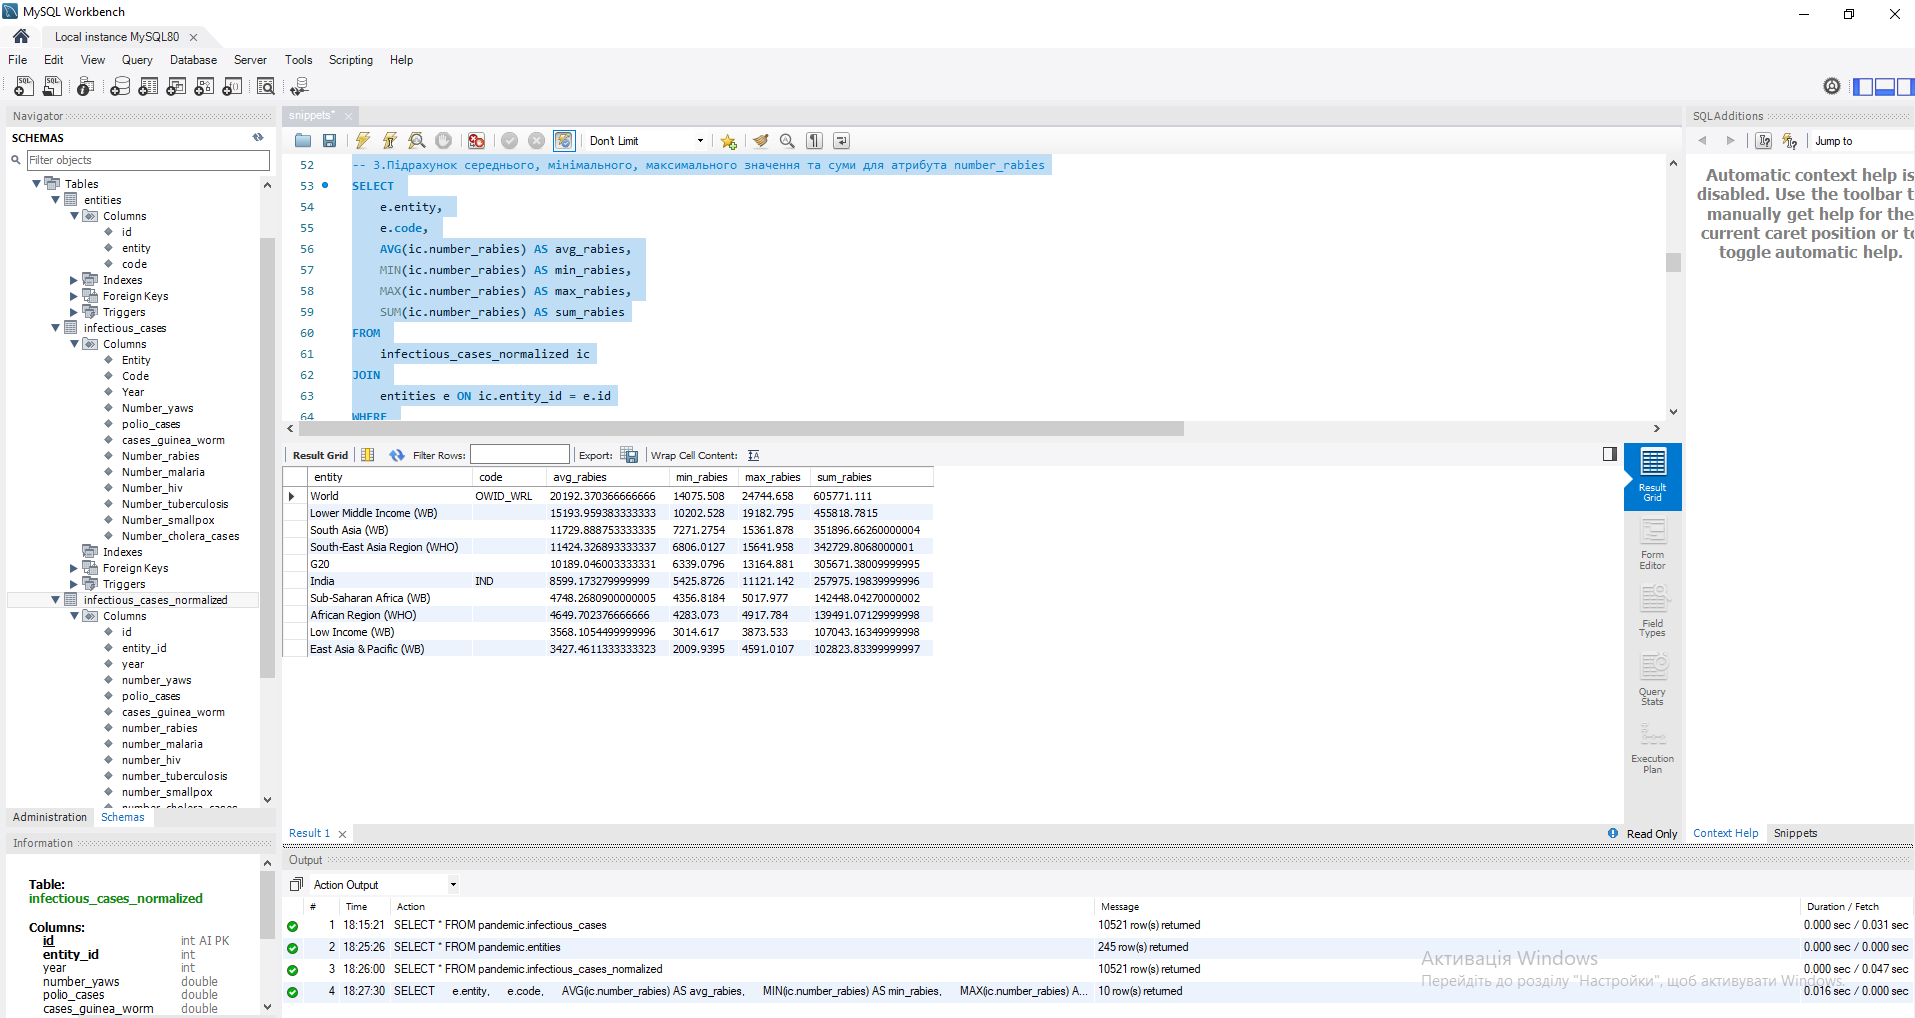 MySQL Workbench
Local instance MySQL80
File Edit View Query Database Server Tools Scripting Help
Navigator
SCHEMAS
Filter objects
Tables
entities
Columns
id
entity
code
Indexes
Foreign Keys
Triggers
infectious_cases
Columns
Entity
Code
Year
Number_yaws
polio_cases
cases_guinea_worm
Number_rabies
Number_malaria
Number_hiv
Number_tuberculosis
Number_smallpox
Number_cholera_cases
Indexes
Foreign Keys
Triggers
infectious_cases_normalized
Columns
id
entity_id
year
number_yaws
polio_cases
cases_guinea_worm
number_rabies
number_malaria
number_hiv
number_tuberculosis
number_smallpox
number_cholera_cases
Administration Schemas
Information
Table:
infectious_cases_normalized
Columns:
id int AI PK
entity_id int
year int
number_yaws double
polio_cases double
cases_guinea_worm double
snippets*
Don't Limit
52 -- 3.Підрахунок середнього, мінімального, максимального значення та суми для атрибута number_rabies
53 SELECT
54 e.entity,
55 e.code,
56 AVG(ic.number_rabies) AS avg_rabies,
57 MIN(ic.number_rabies) AS min_rabies,
58 MAX(ic.number_rabies) AS max_rabies,
59 SUM(ic.number_rabies) AS sum_rabies
60 FROM
61 infectious_cases_normalized ic
62 JOIN
63 entities e ON ic.entity_id = e.id
64 WHERE
Result Grid Filter Rows: Export: Wrap Cell Content:
entity code avg_rabies min_rabies max_rabies sum_rabies
World OWID_WRL 20192.370366666666 14075.508 24744.658 605771.111
Lower Middle Income (WB) 15193.959383333333 10202.528 19182.795 455818.7815
South Asia (WB) 11729.888753333335 7271.2754 15361.878 351896.66260000004
South-East Asia Region (WHO) 11424.326893333337 6806.0127 15641.958 342729.8068000001
G20 10189.046003333331 6339.0796 13164.881 305671.38009999995
India IND 8599.173279999999 5425.8726 11121.142 257975.19839999996
Sub-Saharan Africa (WB) 4748.2680900000005 4356.8184 5017.977 142448.04270000002
African Region (WHO) 4649.702376666666 4283.073 4917.784 139491.07129999998
Low Income (WB) 3568.1054499999996 3014.617 3873.533 107043.16349999998
East Asia & Pacific (WB) 3427.4611333333323 2009.9395 4591.0107 102823.83399999997
Result Grid
Form Editor
Field Types
Query Stats
Execution Plan
Result 1
Read Only
SQLAdditions
Jump to
Automatic context help is
disabled. Use the toolbar t
manually get help for the
current caret position or to
toggle automatic help.
Context Help Snippets
Output
Action Output
# Time Action Message Duration / Fetch
1 18:15:21 SELECT * FROM pandemic.infectious_cases 10521 row(s) returned 0.000 sec / 0.031 sec
2 18:25:26 SELECT * FROM pandemic.entities 245 row(s) returned 0.000 sec / 0.000 sec
3 18:26:00 SELECT * FROM pandemic.infectious_cases_normalized 10521 row(s) returned 0.000 sec / 0.047 sec
4 18:27:30 SELECT e.entity, e.code, AVG(ic.number_rabies) AS avg_rabies, MIN(ic.number_rabies) AS min_rabies, MAX(ic.number_rabies) A... 10 row(s) returned 0.016 sec / 0.000 sec
Активація Windows
Перейдіть до розділу "Настройки", щоб активувати Windows.